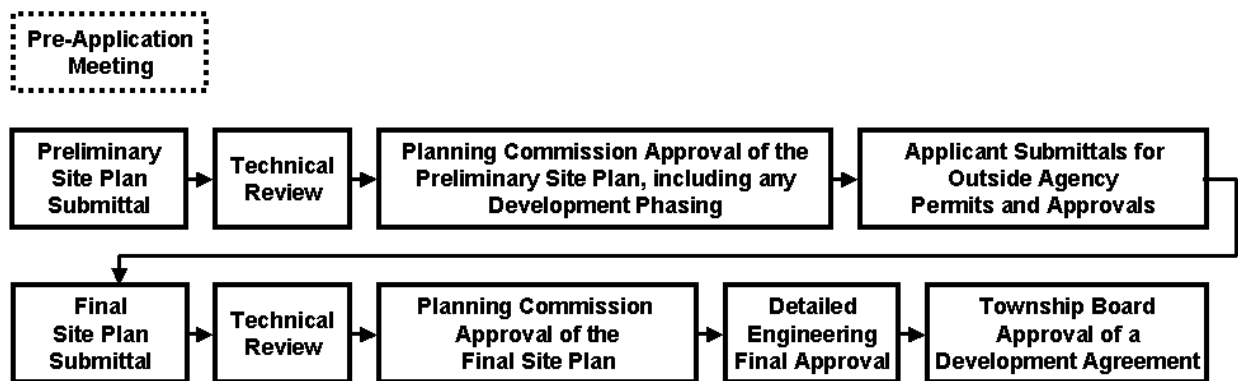 Pre-Application
Meeting
Preliminary
Site Plan
Submittal
Technical
Review
Planning Commission Approval of the
Preliminary Site Plan, including any
Development Phasing
Applicant Submittals for
Outside Agency
Permits and Approvals
Final
Site Plan
Submittal
Technical
Review
Planning Commission
Approval of the
Final Site Plan
Detailed
Engineering
Final Approval
Township Board
Approval of a
Development Agreement